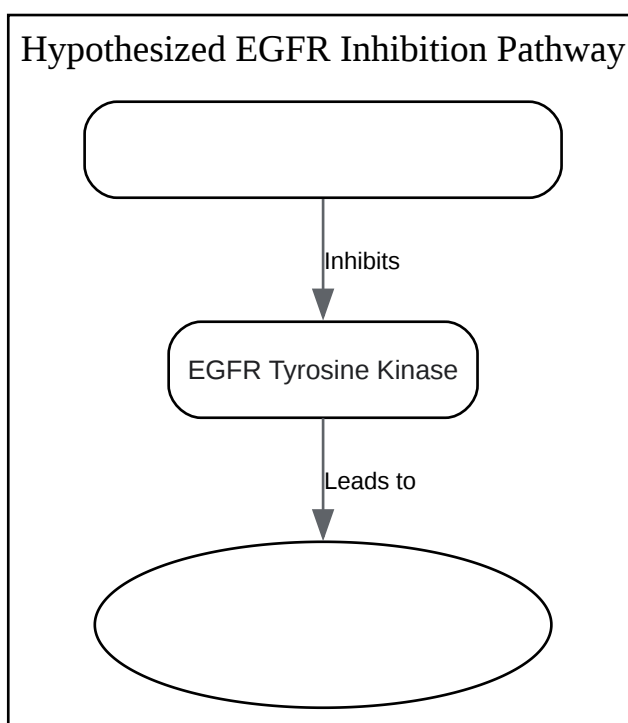 Hypothesized EGFR Inhibition Pathway
Inhibits
EGFR Tyrosine Kinase
Leads to